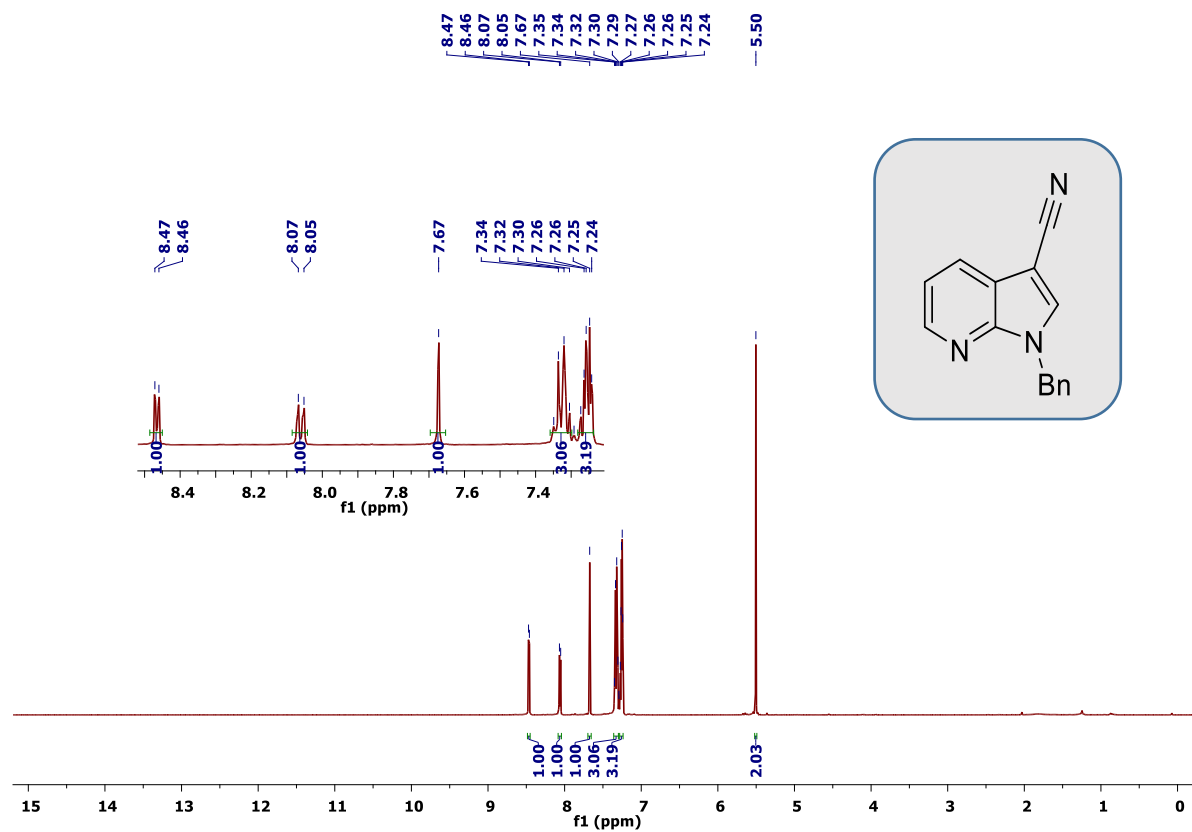 8.47 8.46 8.07 8.05 7.67 7.35 7.34 7.32 7.30 7.29 7.27 7.26 7.26 7.25 7.24 5.50
8.47 8.46 8.07 8.05 7.67 7.34 7.32 7.30 7.26 7.26 7.25 7.24
N
N
N
Bn
1.00 1.00 1.00 3.06 3.19
8.4 8.2 8.0 7.8 7.6 7.4
f1 (ppm)
1.00 1.00 1.00 3.06 3.19 2.03
15 14 13 12 11 10 9 8 7 6 5 4 3 2 1 0
f1 (ppm)